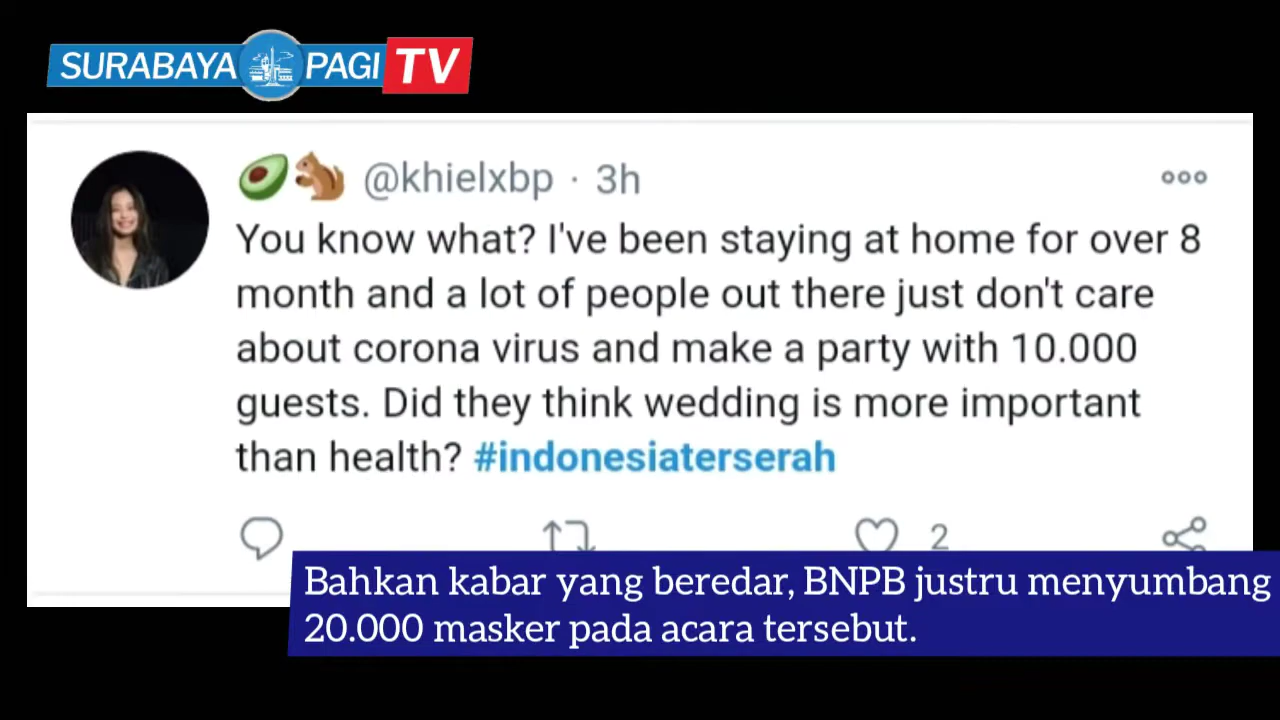 SURABAYA PAGI TV
@khielxbp · 3h
You know what? I've been staying at home for over 8
month and a lot of people out there just don't care
about corona virus and make a party with 10.000
guests. Did they think wedding is more important
than health? #indonesiaterserah
2
Bahkan kabar yang beredar, BNPB justru menyumbang
20.000 masker pada acara tersebut.